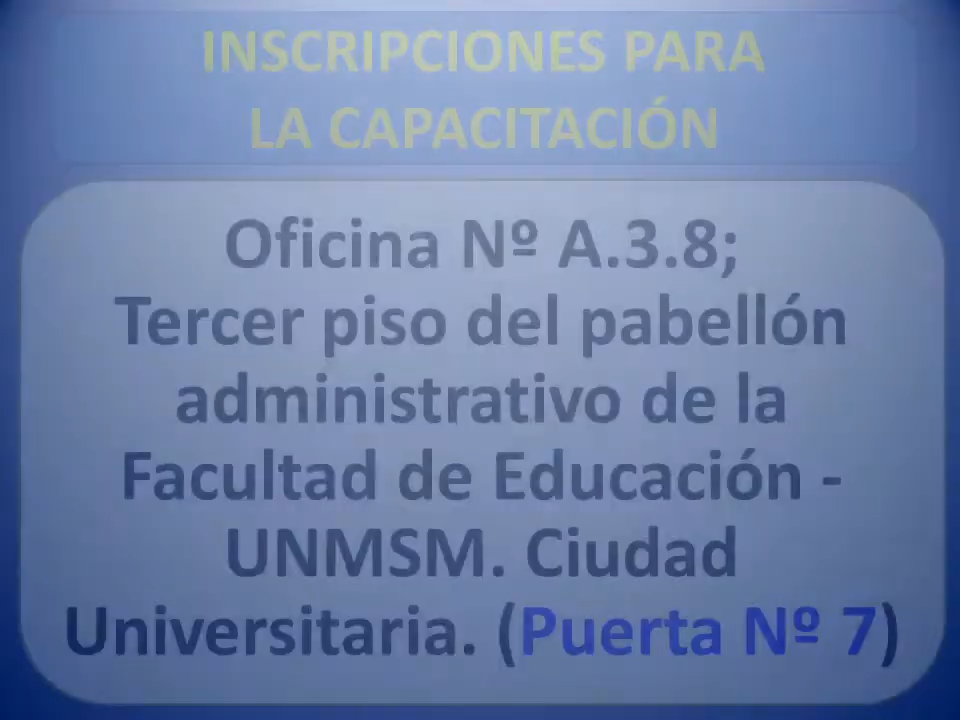 INSCRIPCIONES PARA
LA CAPACITACIÓN
Oficina Nº A.3.8;
Tercer piso del pabellón
administrativo de la
Facultad de Educación -
UNMSM. Ciudad
Universitaria. (Puerta Nº 7)